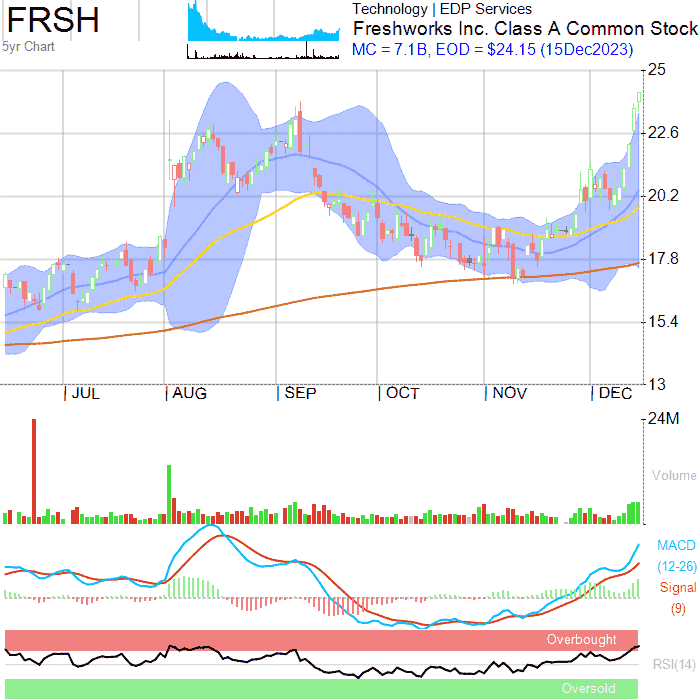 FRSH
5yr Chart
Technology | EDP Services
Freshworks Inc. Class A Common Stock
MC = 7.1B, EOD = $24.15 (15Dec2023)
25
22.6
20.2
17.8
15.4
13
JUL AUG SEP OCT NOV DEC
24M
Volume
MACD
(12-26)
Signal
(9)
Overbought
RSI(14)
Oversold